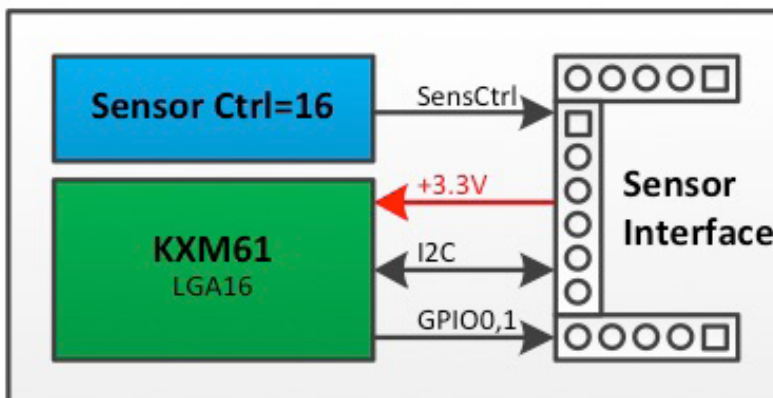 Sensor Ctrl=16
SensCtrl
+3.3V
KXM61
LGA16
I2C
GPIO0,1
Sensor
Interface